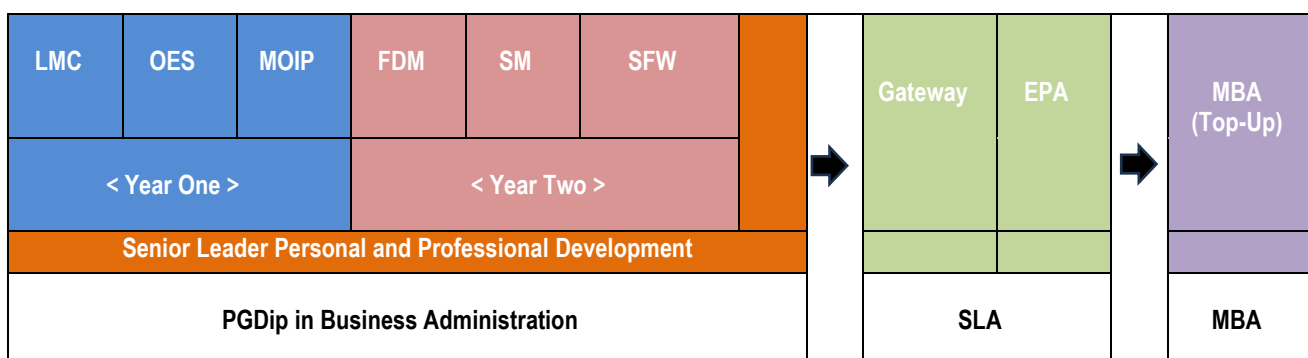 LMC OES MOIP FDM SM SFW Gateway EPA MBA
(Top-Up)
< Year One > < Year Two >
Senior Leader Personal and Professional Development
PGDip in Business Administration SLA MBA